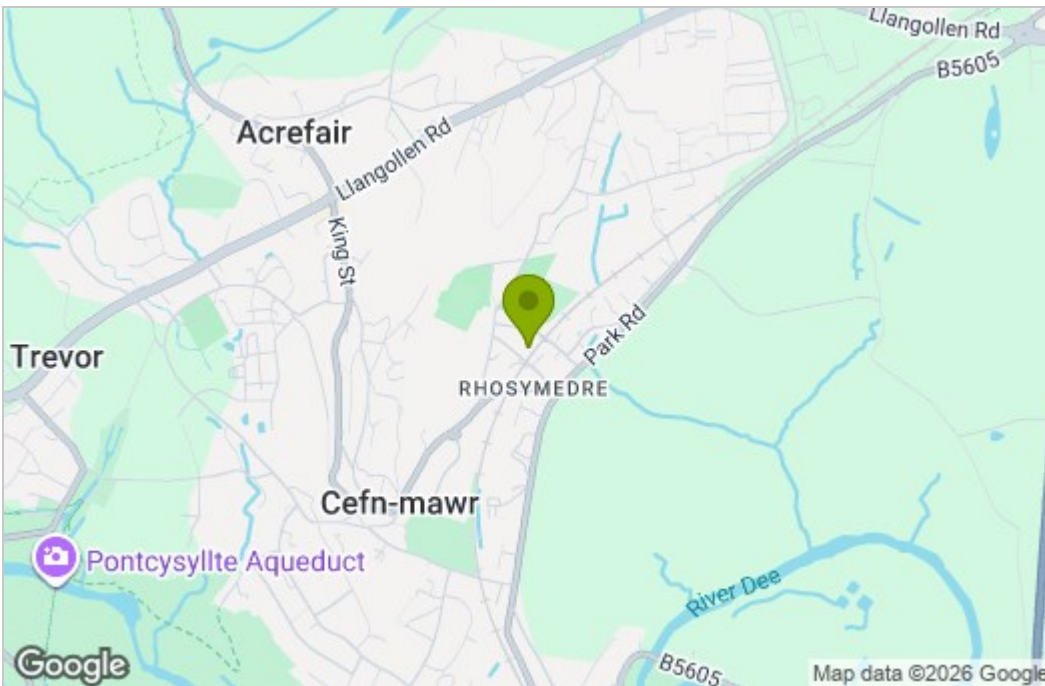 Llangollen Rd
B5605
Acrefair
Llangollen Rd
King St
Park Rd
Trevor
RHOSYMEDRE
Cefn-mawr
Pontcysyllte Aqueduct
River Dee
B5605
Google
Map data ©2026 Google